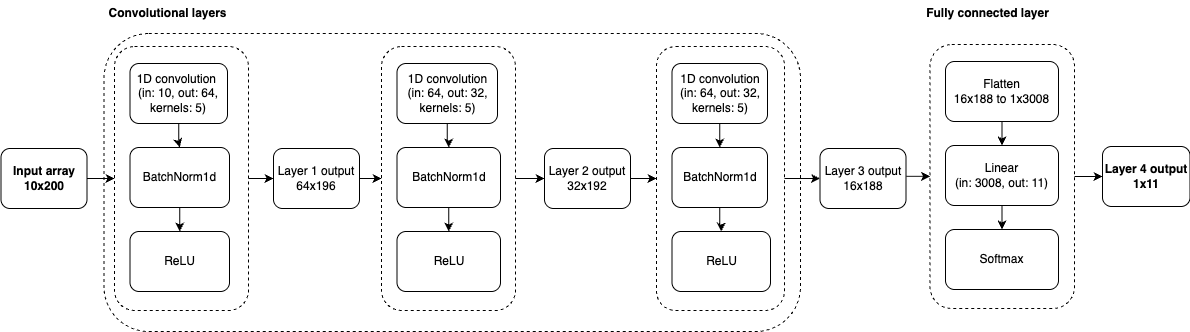 Convolutional layers
Fully connected layer
Input array
10x200
1D convolution
(in: 10, out: 64,
kernels: 5)
BatchNorm1d
ReLU
Layer 1 output
64x196
1D convolution
(in: 64, out: 32,
kernels: 5)
BatchNorm1d
ReLU
Layer 2 output
32x192
1D convolution
(in: 64, out: 32,
kernels: 5)
BatchNorm1d
ReLU
Layer 3 output
16x188
Flatten
16x188 to 1x3008
Linear
(in: 3008, out: 11)
Softmax
Layer 4 output
1x11